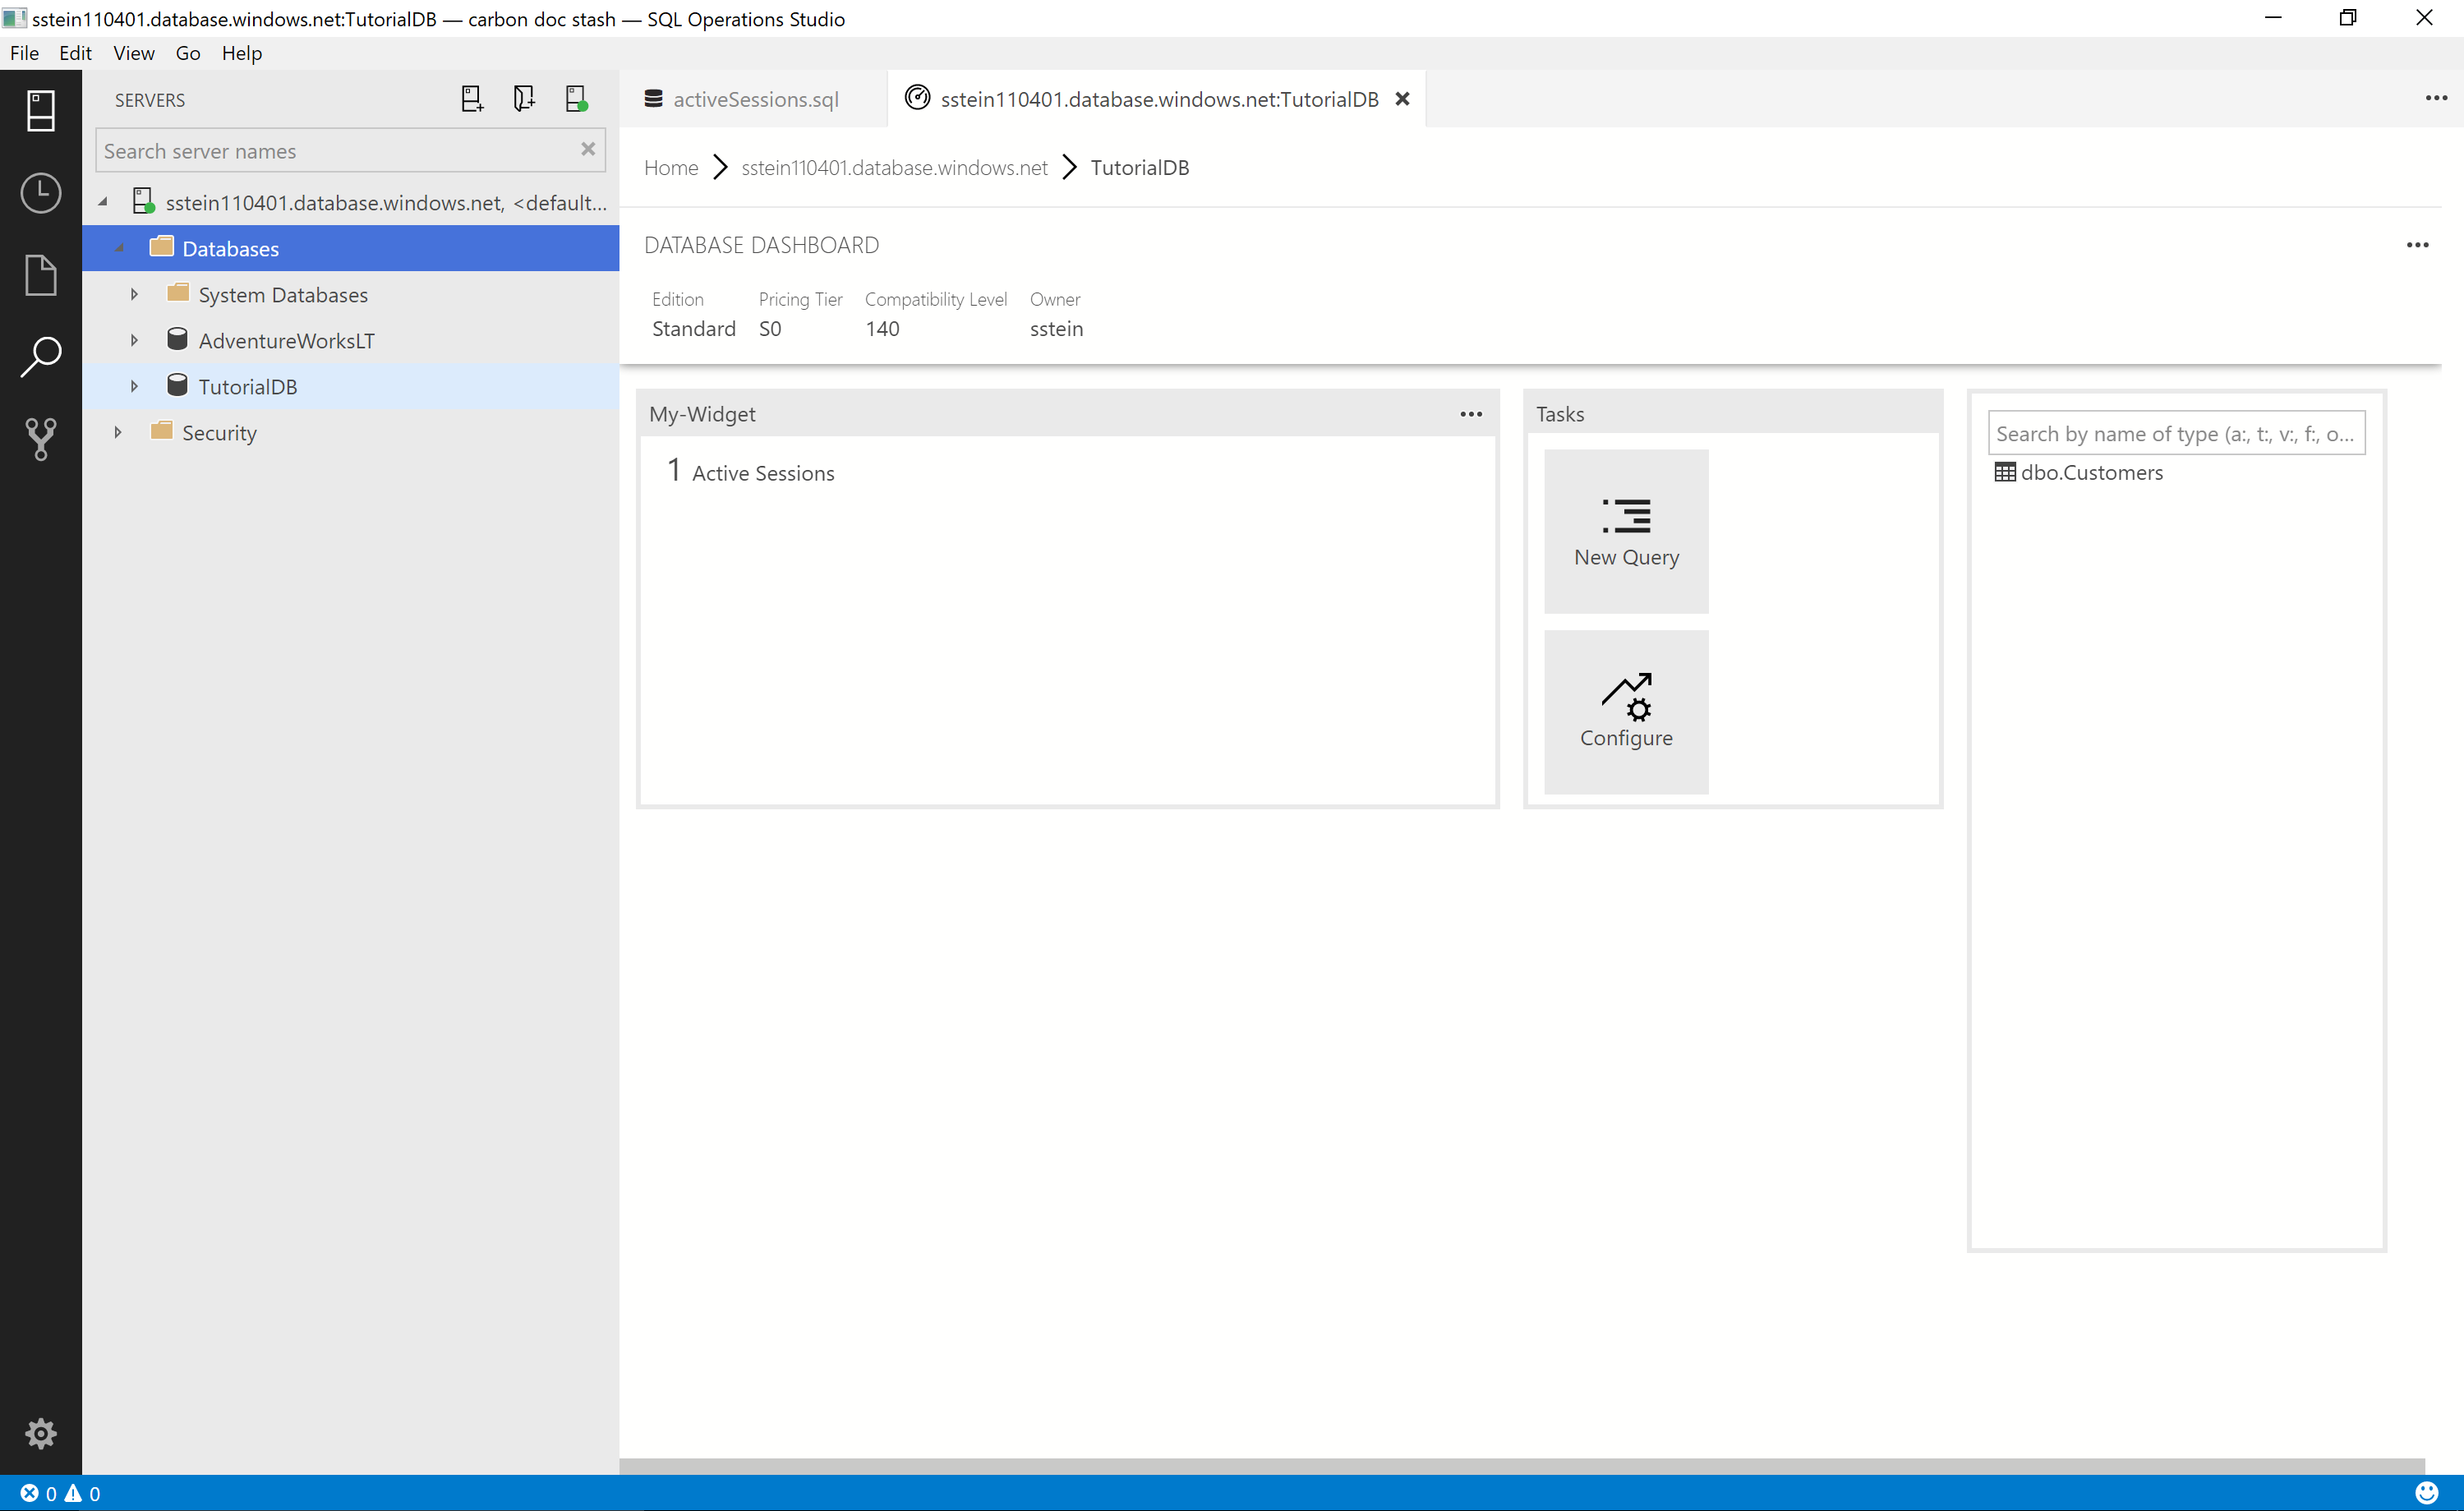 sstein110401.database.windows.net:TutorialDB — carbon doc stash — SQL Operations Studio
File Edit View Go Help
SERVERS
Search server names
sstein110401.database.windows.net, <default...
Databases
System Databases
AdventureWorksLT
TutorialDB
Security
activeSessions.sql
sstein110401.database.windows.net:TutorialDB
Home
sstein110401.database.windows.net
TutorialDB
DATABASE DASHBOARD
Edition Pricing Tier Compatibility Level Owner
Standard S0 140 sstein
My-Widget
1 Active Sessions
Tasks
New Query
Configure
Search by name of type (a:, t:, v:, f:, o...
dbo.Customers
0 0